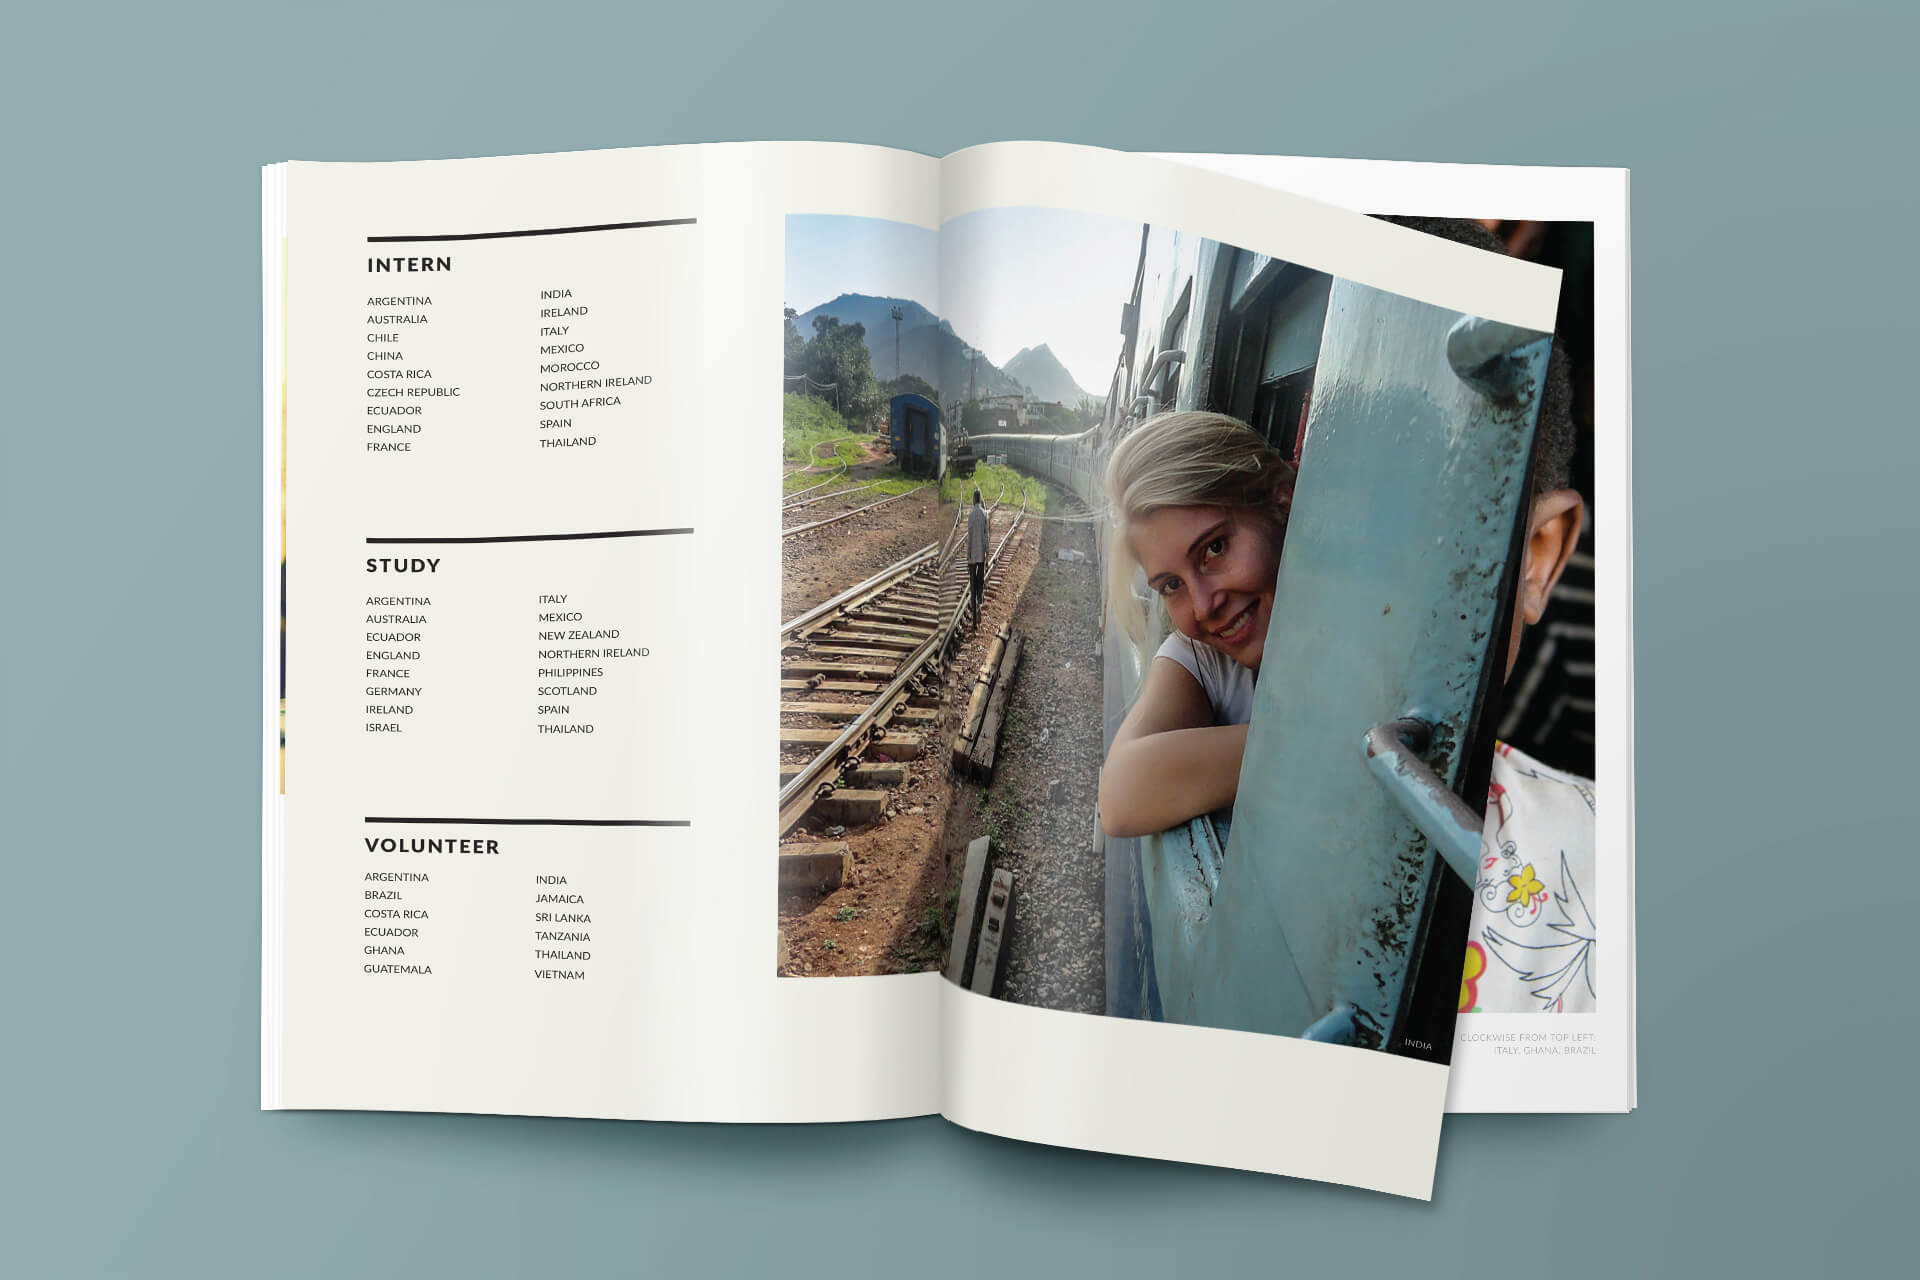 INTERN
ARGENTINA
AUSTRALIA
CHILE
CHINA
COSTA RICA
CZECH REPUBLIC
ECUADOR
ENGLAND
FRANCE
INDIA
IRELAND
ITALY
MEXICO
MOROCCO
NORTHERN IRELAND
SOUTH AFRICA
SPAIN
THAILAND
STUDY
ARGENTINA
AUSTRALIA
ECUADOR
ENGLAND
FRANCE
GERMANY
IRELAND
ISRAEL
ITALY
MEXICO
NEW ZEALAND
NORTHERN IRELAND
PHILIPPINES
SCOTLAND
SPAIN
THAILAND
VOLUNTEER
ARGENTINA
BRAZIL
COSTA RICA
ECUADOR
GHANA
GUATEMALA
INDIA
JAMAICA
SRI LANKA
TANZANIA
THAILAND
VIETNAM
INDIA
CLOCKWISE FROM TOP LEFT:
ITALY, GHANA, BRAZIL